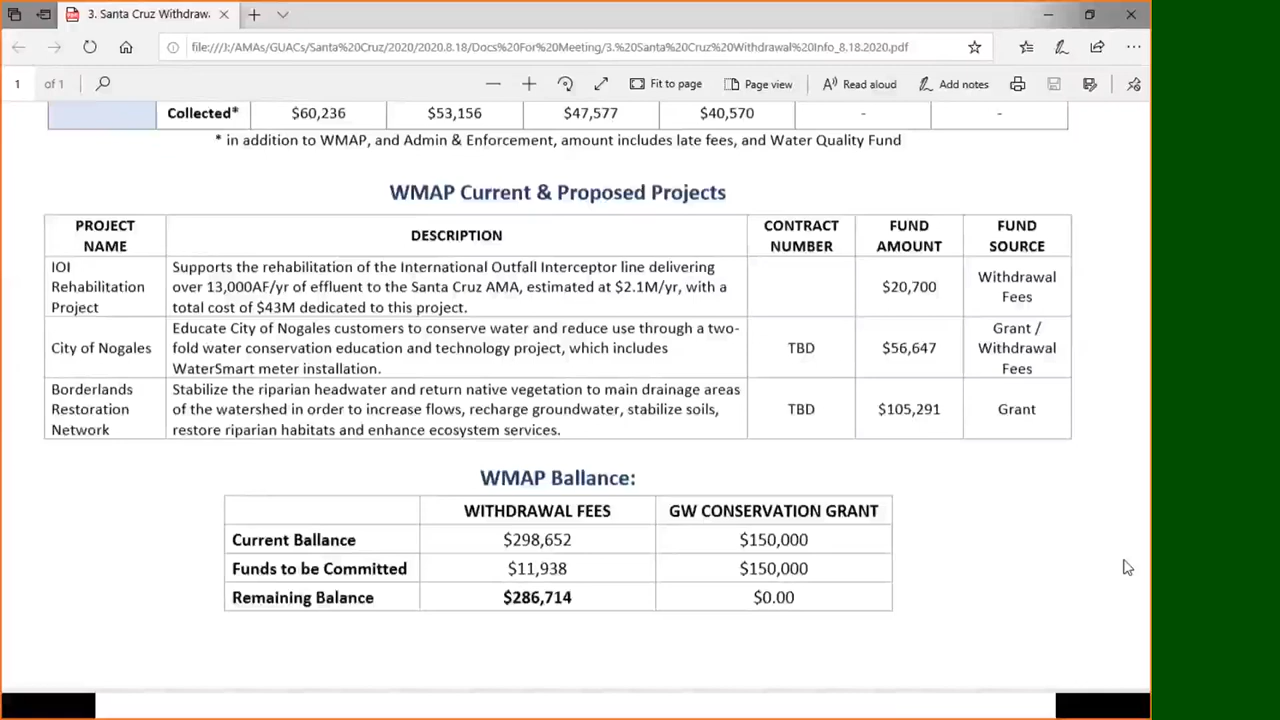 3. Santa Cruz Withdraw
file:///J:/AMAs/GUACs/Santa%20Cruz/2020/2020.8.18/Docs%20For%20Meeting/3.%20Santa%20Cruz%20Withdrawal%20Info_8.18.2020.pdf
1 of 1 Fit to page Page view Read aloud Add notes
Collected* $60,236 $53,156 $47,577 $40,570 - -
* in addition to WMAP, and Admin & Enforcement, amount includes late fees, and Water Quality Fund
WMAP Current & Proposed Projects
PROJECT NAME DESCRIPTION CONTRACT NUMBER FUND AMOUNT FUND SOURCE
IOI Rehabilitation Project
Supports the rehabilitation of the International Outfall Interceptor line delivering
over 13,000AF/yr of effluent to the Santa Cruz AMA, estimated at $2.1M/yr, with a
total cost of $43M dedicated to this project.
$20,700
Withdrawal
Fees
City of Nogales
Educate City of Nogales customers to conserve water and reduce use through a two-
fold water conservation education and technology project, which includes
WaterSmart meter installation.
TBD
$56,647
Grant /
Withdrawal
Fees
Borderlands
Restoration
Network
Stabilize the riparian headwater and return native vegetation to main drainage areas
of the watershed in order to increase flows, recharge groundwater, stabilize soils,
restore riparian habitats and enhance ecosystem services.
TBD
$105,291
Grant
WMAP Ballance:
WITHDRAWAL FEES GW CONSERVATION GRANT
Current Ballance $298,652 $150,000
Funds to be Committed $11,938 $150,000
Remaining Balance $286,714 $0.00